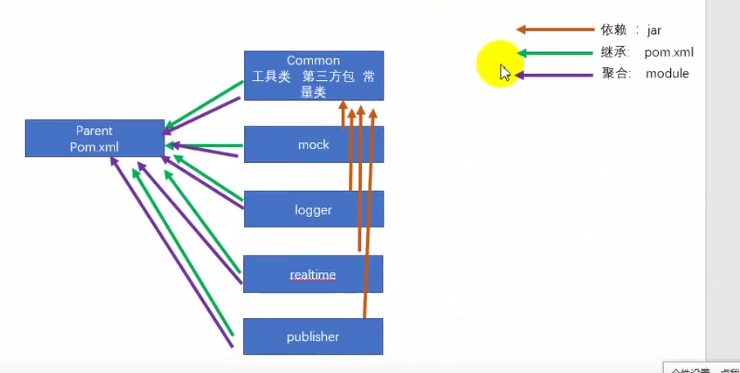 依赖 ： jar
继承: pom.xml
聚合: module
Common
工具类 第三方包 常
量类
Parent
Pom.xml
mock
logger
realtime
publisher